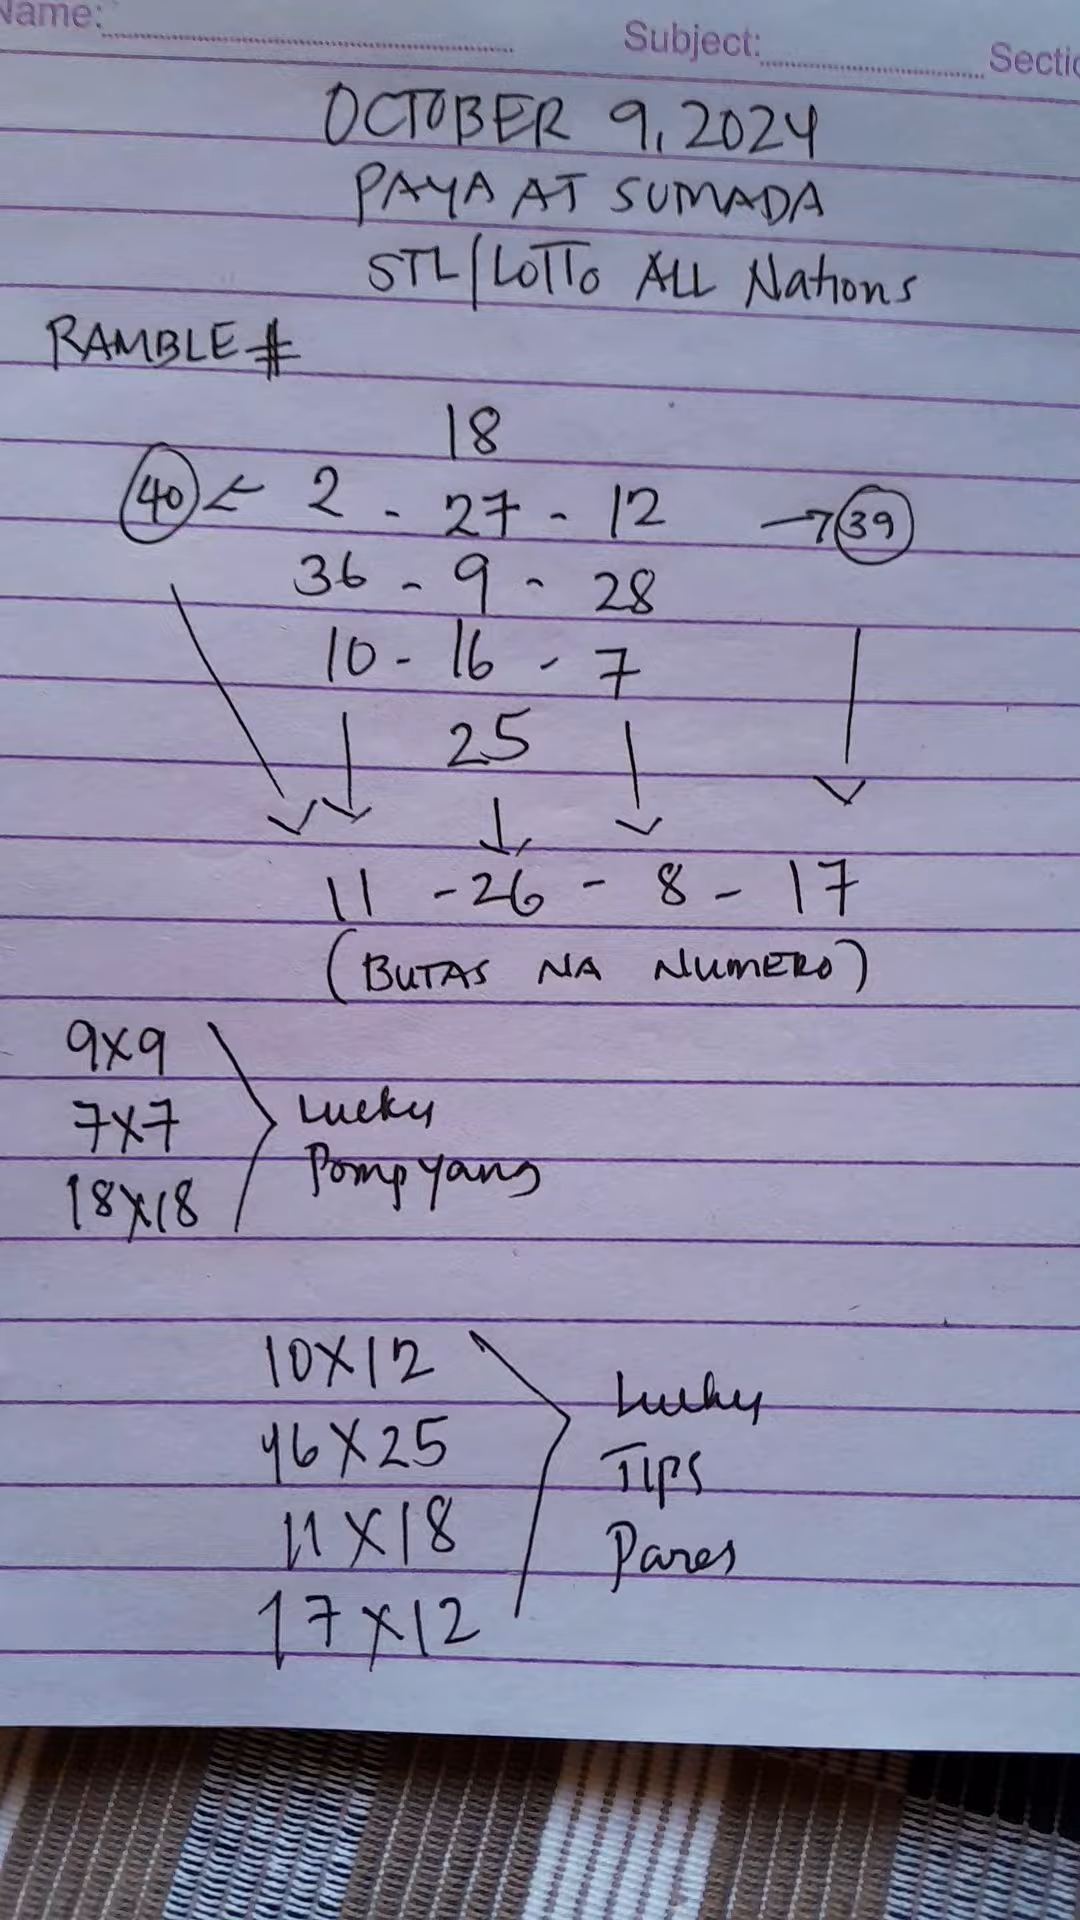 Name:
Subject:
Sectio
OCTOBER 9, 2024
PAYA AT SUMADA
STL/LOTTO ALL Nations
RAMBLE #
18
40 ← 2 - 27 - 12 → 39
36 - 9 - 28
10 - 16 - 7
25
11 - 26 - 8 - 17
(BUTAS NA NUMERO)
9X9
7X7
18X18
Lucky
Pompyang
10X12
16X25
11X18
17X12
Lucky
TIPS
Pares